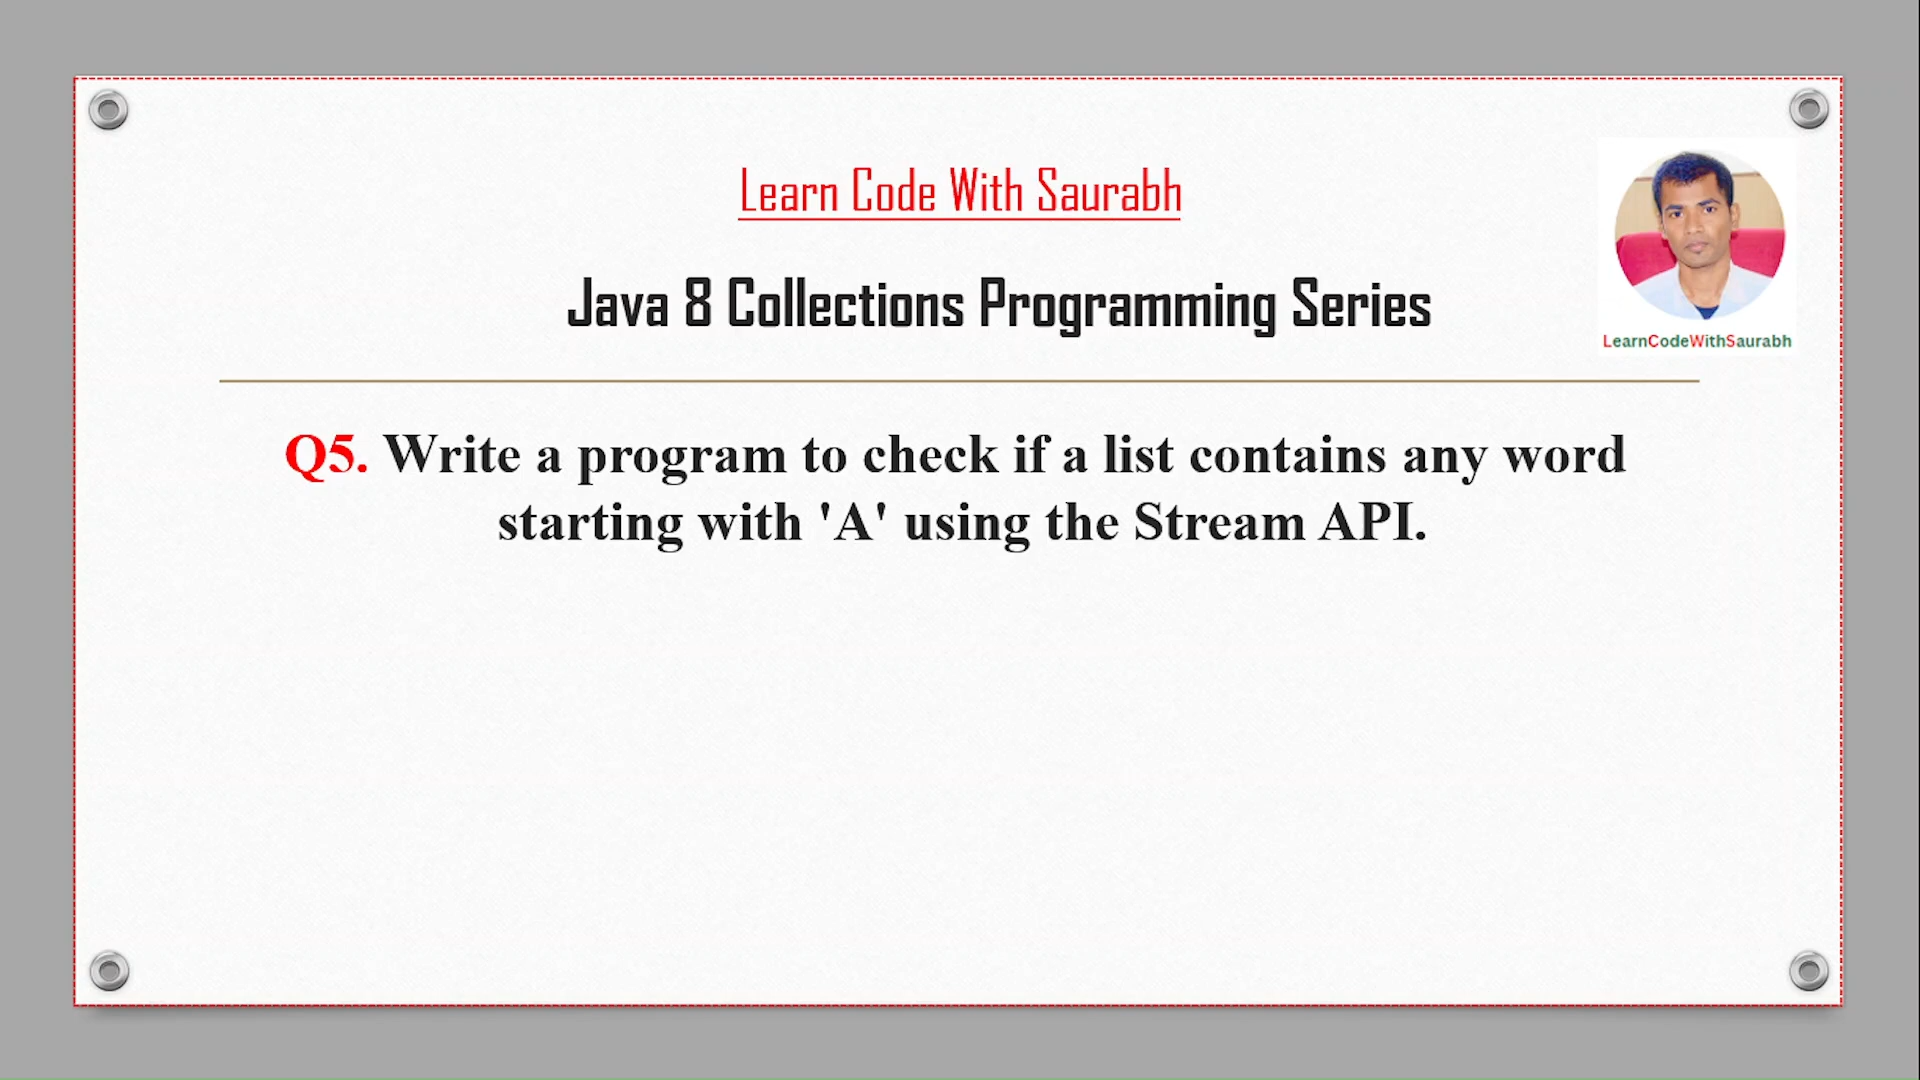 Learn Code With Saurabh
Java 8 Collections Programming Series
LearnCodeWithSaurabh
Q5. Write a program to check if a list contains any word
starting with 'A' using the Stream API.